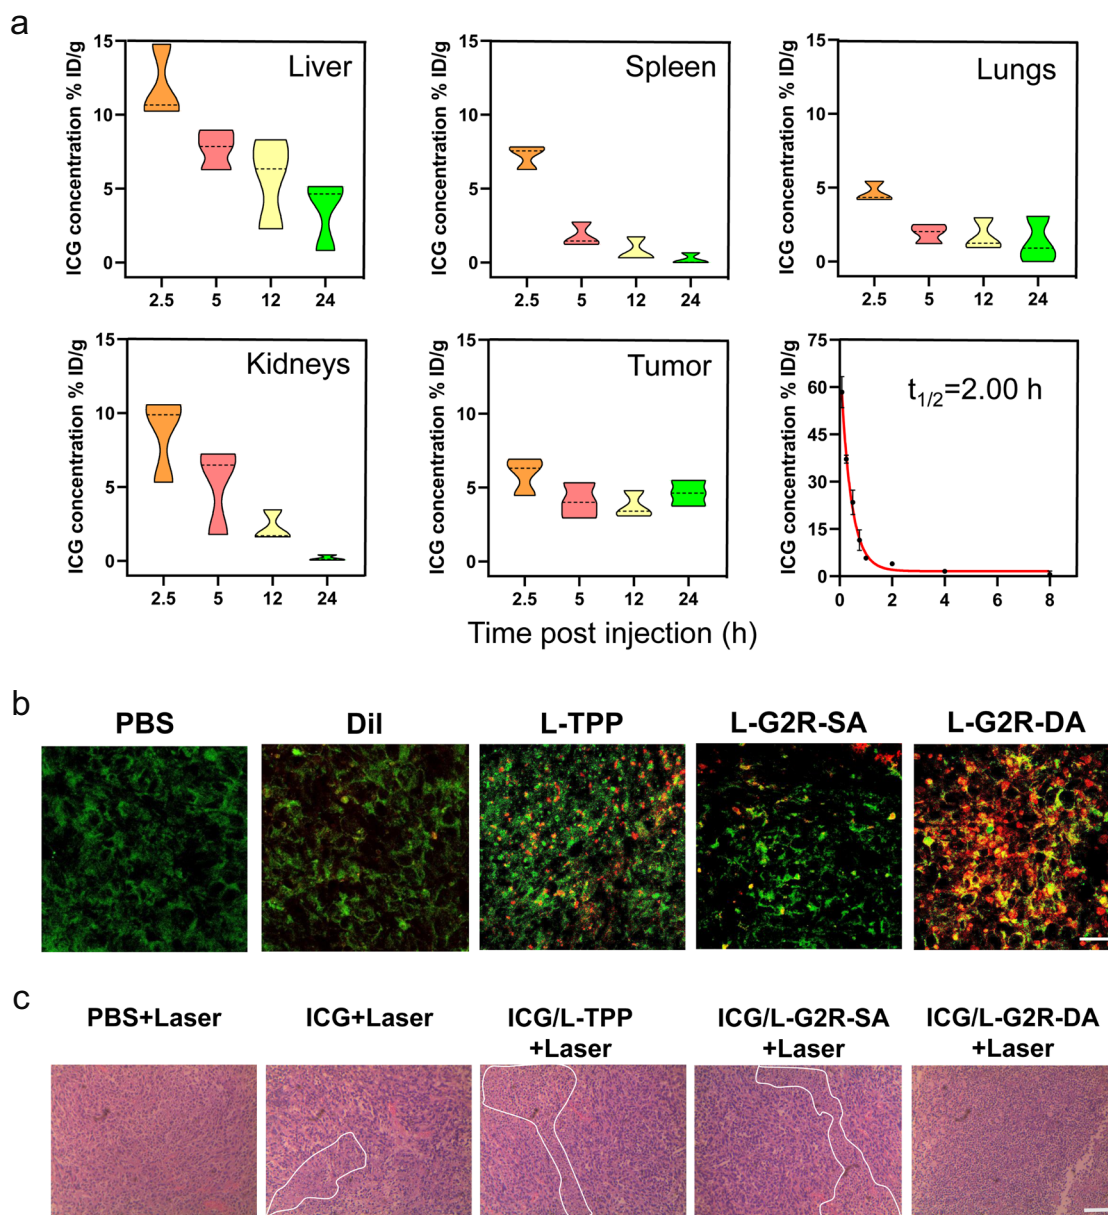 a
ICG concentration % ID/g
15
10
5
0
Liver
2.5 5 12 24
ICG concentration % ID/g
15
10
5
0
Spleen
2.5 5 12 24
ICG concentration % ID/g
15
10
5
0
Lungs
2.5 5 12 24
ICG concentration % ID/g
15
10
5
0
Kidneys
2.5 5 12 24
ICG concentration % ID/g
15
10
5
0
Tumor
2.5 5 12 24
ICG concentration % ID/g
75
60
45
30
15
0
t1/2=2.00 h
0 2 4 6 8
Time post injection (h)
b
PBS
Dil
L-TPP
L-G2R-SA
L-G2R-DA
c
PBS+Laser
ICG+Laser
ICG/L-TPP
+Laser
ICG/L-G2R-SA
+Laser
ICG/L-G2R-DA
+Laser